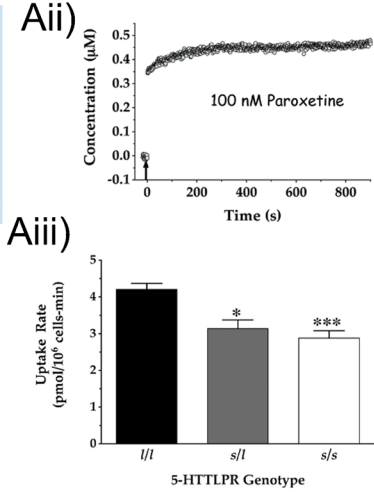 Aii)
Concentration (μM)
0.5
0.4
0.3
0.2
0.1
0.0
-0.1
100 nM Paroxetine
0
200
400
600
800
Time (s)
Aiii)
Uptake Rate
(pmol/10⁶ cells-min)
5
4
3
2
1
0
*
***
l/l
s/l
s/s
5-HTTLPR Genotype